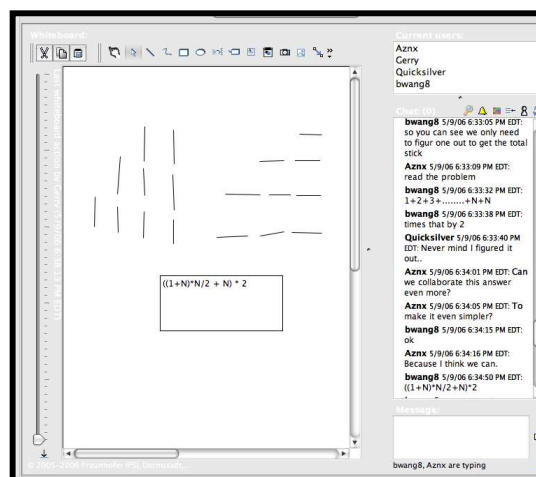 Whiteboard:
((1+N)*N/2 + N) * 2
© 2005-2006 Fraunhofer IPSI, Darmstadt,
Current users:
Aznx
Gerry
Quicksilver
bwang8
Chat: (0)
bwang8 5/9/06 6:33:05 PM EDT:
so you can see we only need
to figur one out to get the total
stick
Aznx 5/9/06 6:33:09 PM EDT:
read the problem
bwang8 5/9/06 6:33:32 PM EDT:
1+2+3+........+N+N
bwang8 5/9/06 6:33:38 PM EDT:
times that by 2
Quicksilver 5/9/06 6:33:40 PM
EDT: Never mind I figured it
out..
Aznx 5/9/06 6:34:01 PM EDT: Can
we collaborate this answer
even more?
Aznx 5/9/06 6:34:05 PM EDT: To
make it even simpler?
bwang8 5/9/06 6:34:15 PM EDT:
ok
Aznx 5/9/06 6:34:16 PM EDT:
Because I think we can.
bwang8 5/9/06 6:34:50 PM EDT:
((1+N)*N/2+N)*2
Message:
bwang8, Aznx are typing